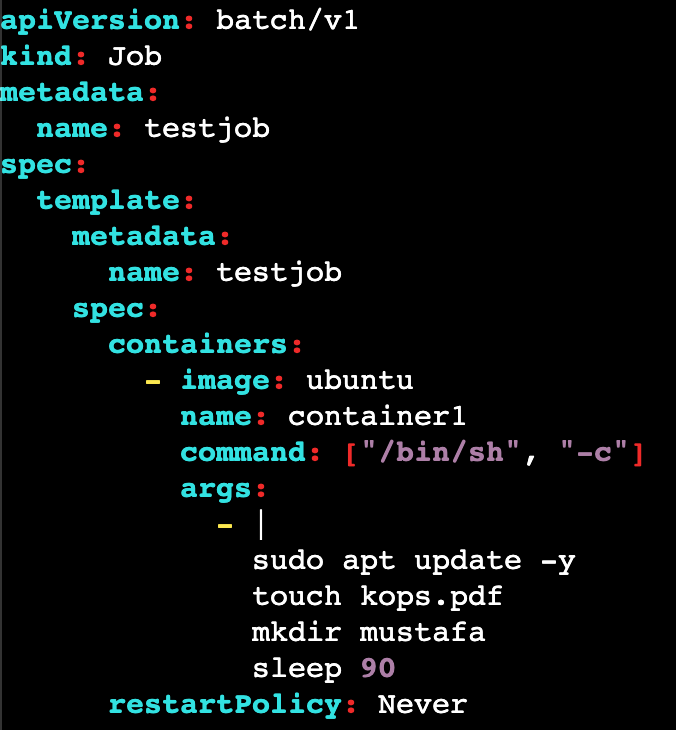 apiVersion: batch/v1
kind: Job
metadata:
  name: testjob
spec:
  template:
    metadata:
      name: testjob
    spec:
      containers:
        - image: ubuntu
          name: container1
          command: ["/bin/sh", "-c"]
          args:
            - |
              sudo apt update -y
              touch kops.pdf
              mkdir mustafa
              sleep 90
      restartPolicy: Never